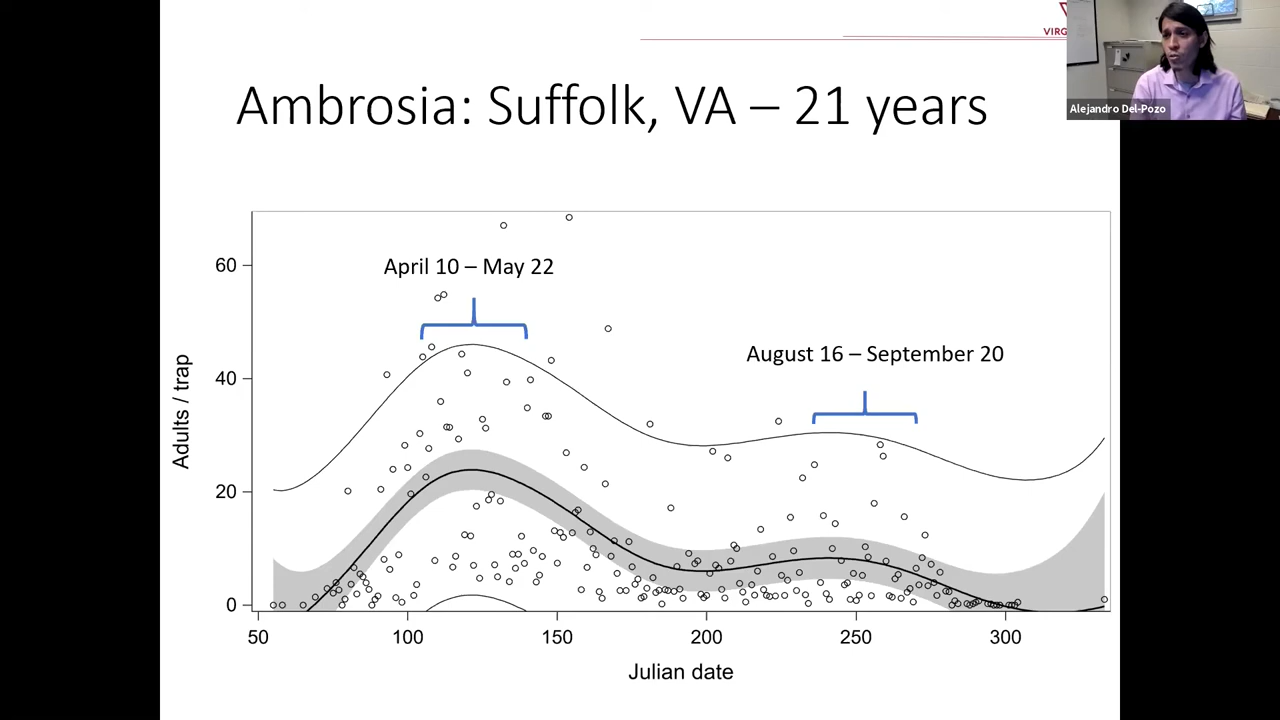 VIRG
Alejandro Del-Pozo
Ambrosia: Suffolk, VA – 21 years
April 10 – May 22
August 16 – September 20
Adults / trap
60
40
20
0
50 100 150 200 250 300
Julian date